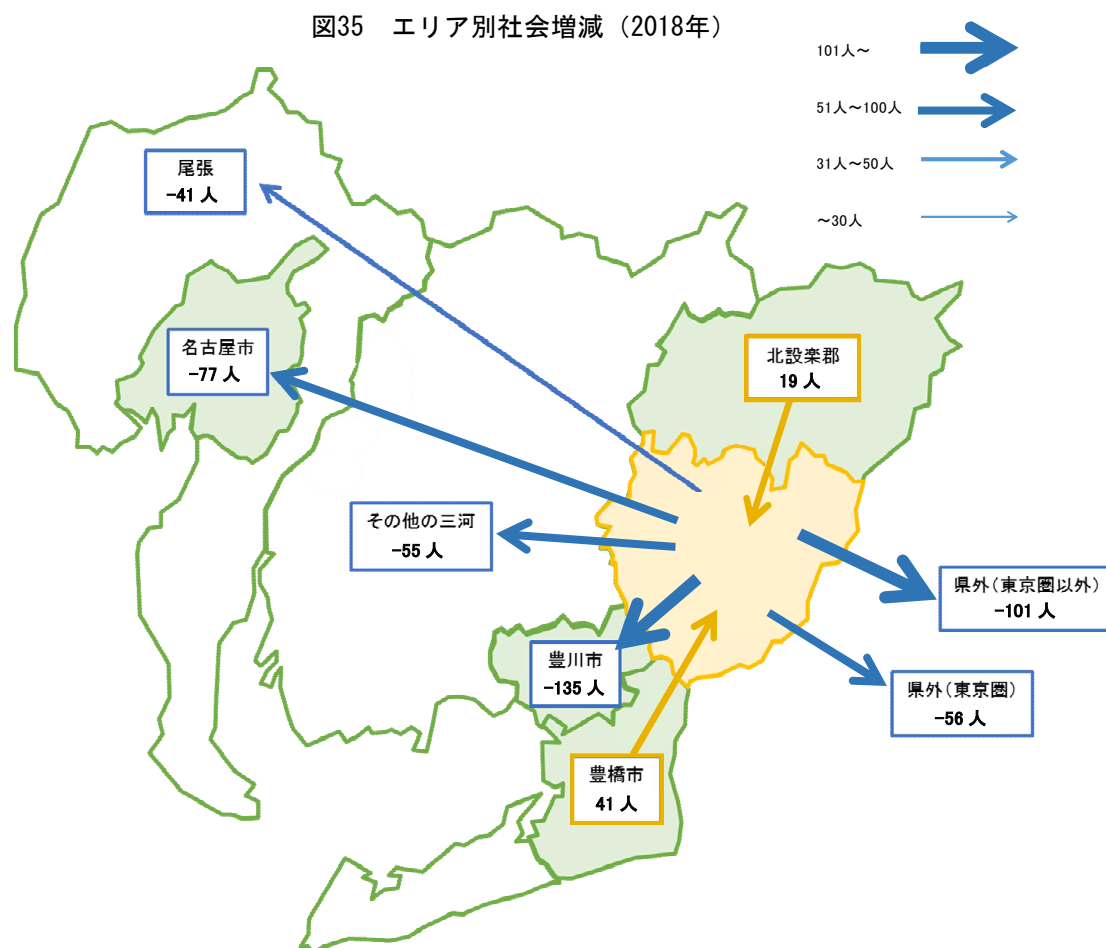 図35　エリア別社会増減（2018年）
101人～
51人～100人
31人～50人
～30人
尾張
-41 人
名古屋市
-77 人
北設楽郡
19 人
その他の三河
-55 人
県外（東京圏以外）
-101 人
豊川市
-135 人
県外（東京圏）
-56 人
豊橋市
41 人